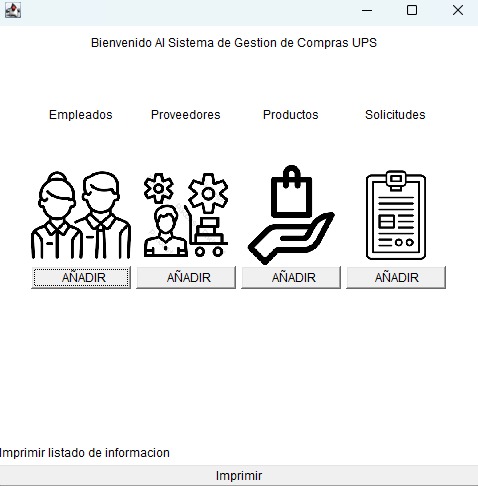 Bienvenido Al Sistema de Gestion de Compras UPS
Empleados Proveedores Productos Solicitudes
AÑADIR AÑADIR AÑADIR AÑADIR
Imprimir listado de informacion
Imprimir